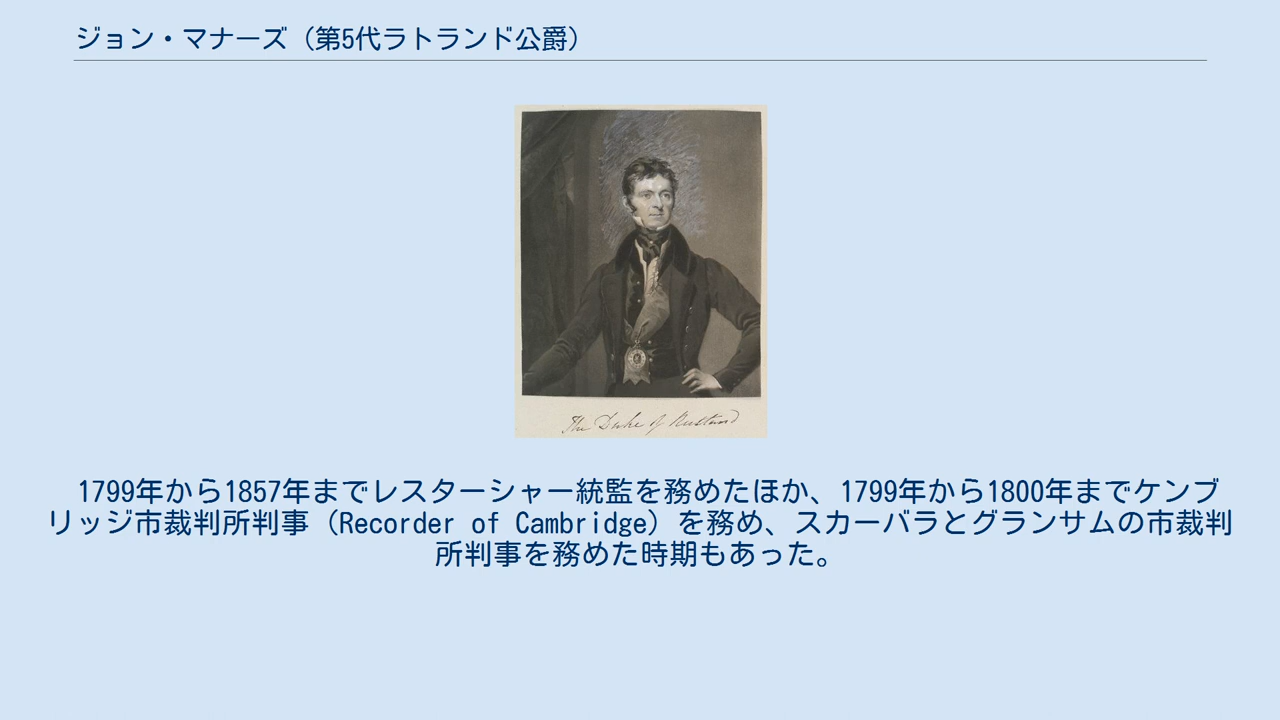 ジョン・マナーズ（第5代ラトランド公爵）
The Duke of Rutland
1799年から1857年までレスターシャー統監を務めたほか、1799年から1800年までケンブ
リッジ市裁判所判事（Recorder of Cambridge）を務め、スカーバラとグランサムの市裁判
所判事を務めた時期もあった。